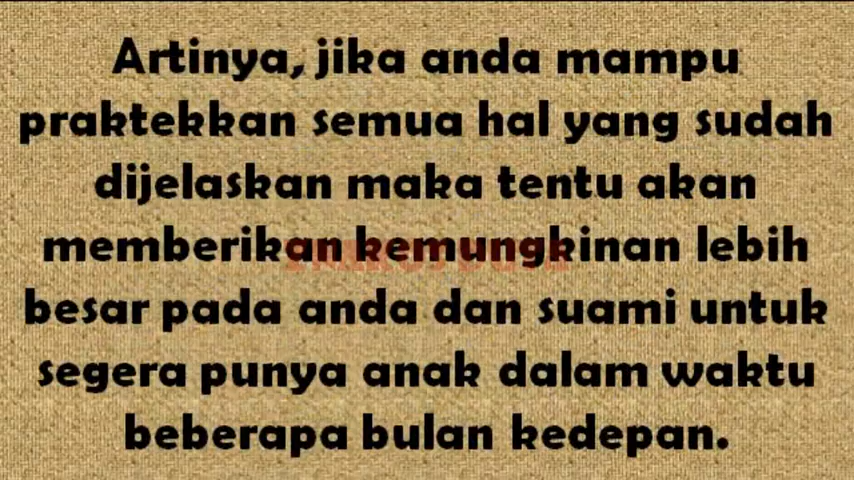 Artinya, jika anda mampu
praktekkan semua hal yang sudah
dijelaskan maka tentu akan
memberikan kemungkinan lebih
besar pada anda dan suami untuk
segera punya anak dalam waktu
beberapa bulan kedepan.